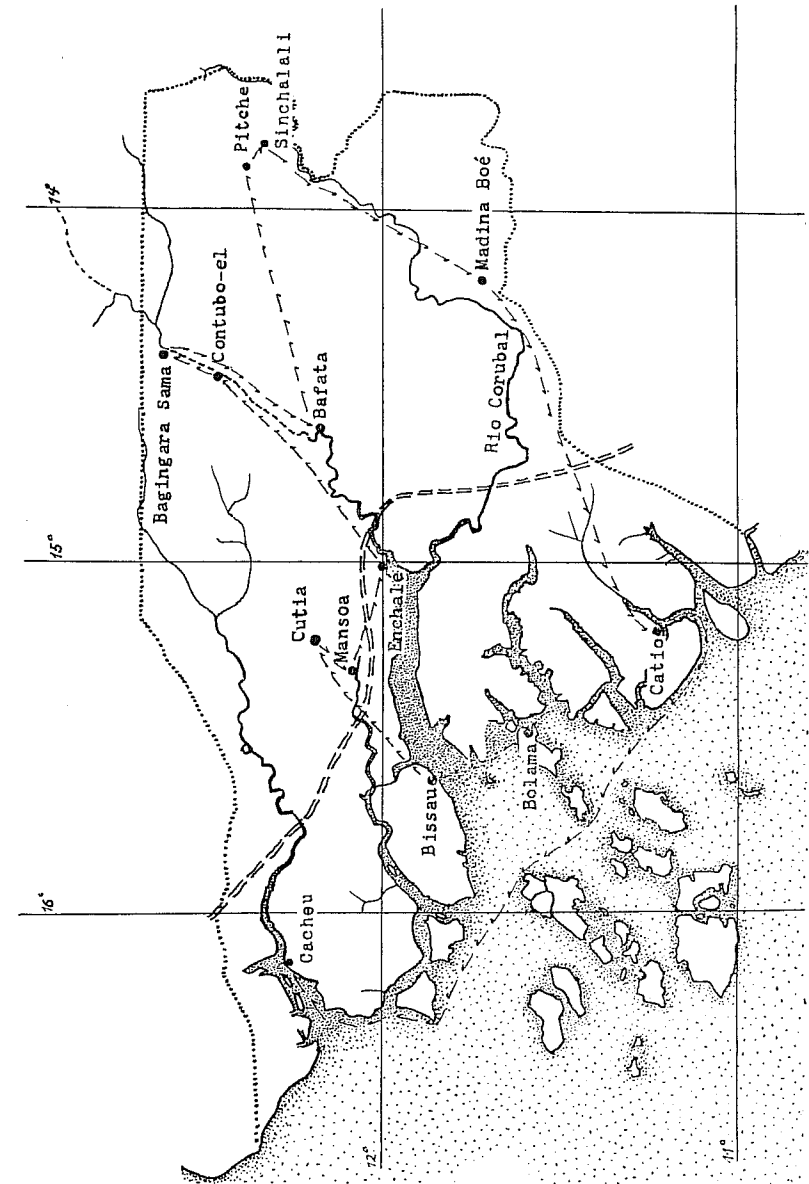 14°
15°
16°
12°
11°
Pitche
Sinchalali
Contubo-el
Bagingara Sama
Bafata
Madina Boé
Rio Corubal
Cutia
Mansoa
Enchalé
Catio
Bolama
Bissau
Cacheu